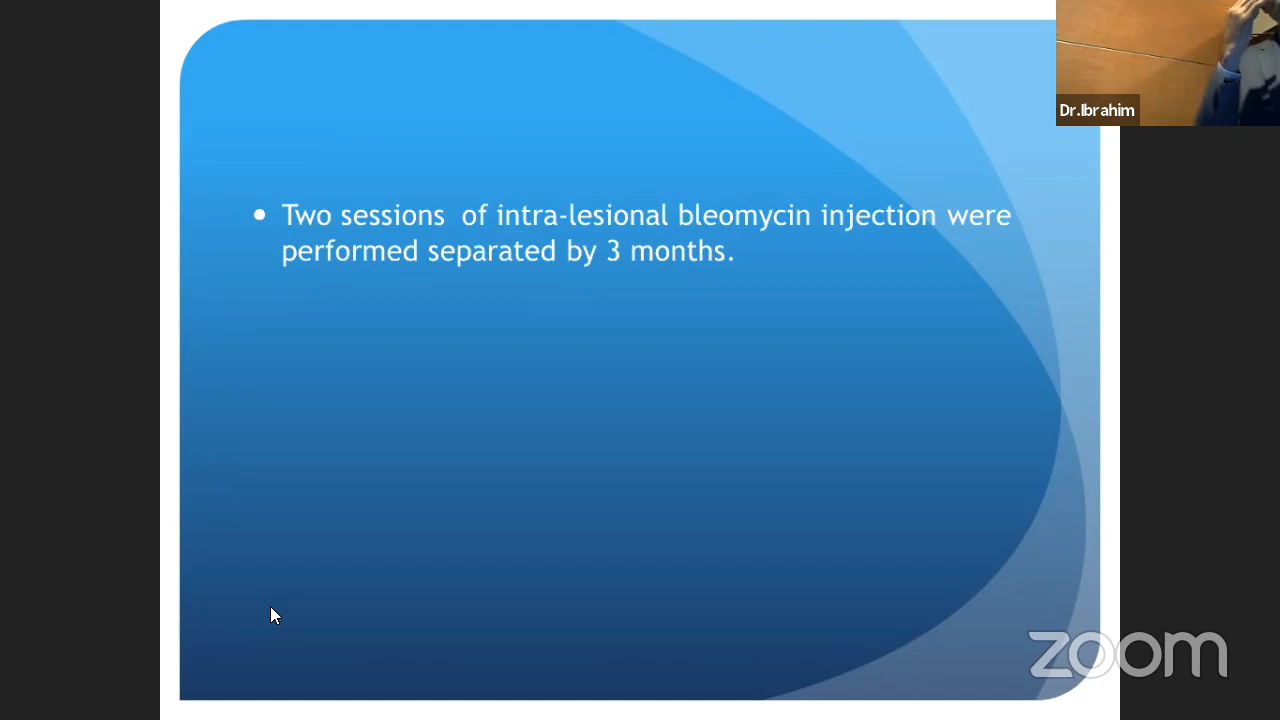 Dr.Ibrahim
• Two sessions of intra-lesional bleomycin injection were
performed separated by 3 months.
zoom